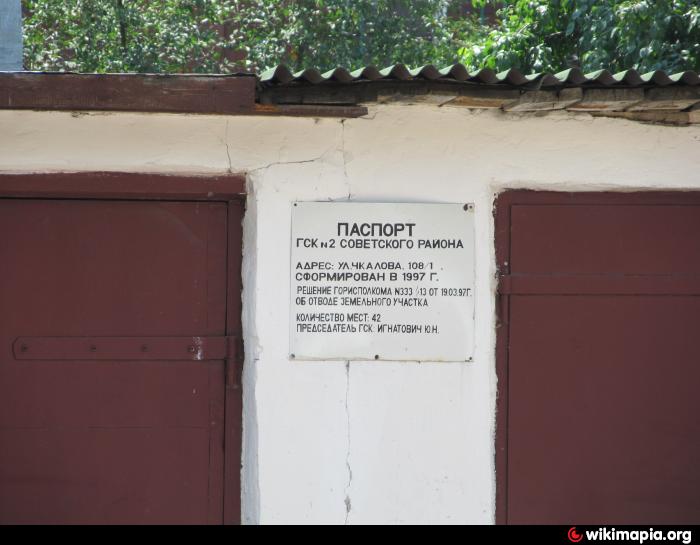 ПАСПОРТ
ГСК N2 СОВЕТСКОГО РАЙОНА
АДРЕС: УЛ.ЧКАЛОВА, 108/1
СФОРМИРОВАН В 1997 Г.
РЕШЕНИЕ ГОРИСПОЛКОМА N333 /13 ОТ 19.03.97Г.
ОБ ОТВОДЕ ЗЕМЕЛЬНОГО УЧАСТКА
КОЛИЧЕСТВО МЕСТ: 42
ПРЕДСЕДАТЕЛЬ ГСК: ИГНАТОВИЧ Ю.Н.
wikimapia.org